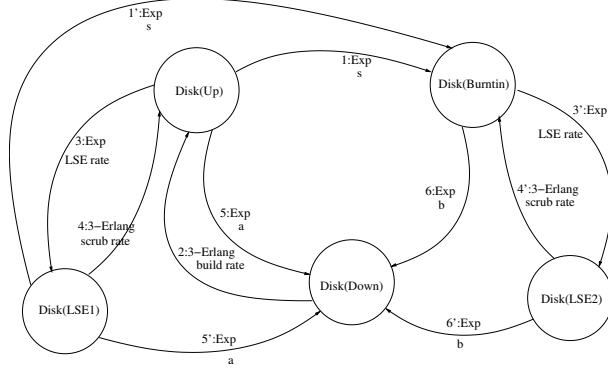 1':Exp
s
Disk(Up)
1:Exp
s
Disk(Burntin)
3':Exp
LSE rate
3:Exp
LSE rate
4:3−Erlang
scrub rate
2:3−Erlang
build rate
5:Exp
a
6:Exp
b
4':3−Erlang
scrub rate
Disk(LSE1)
Disk(Down)
Disk(LSE2)
5':Exp
a
6':Exp
b